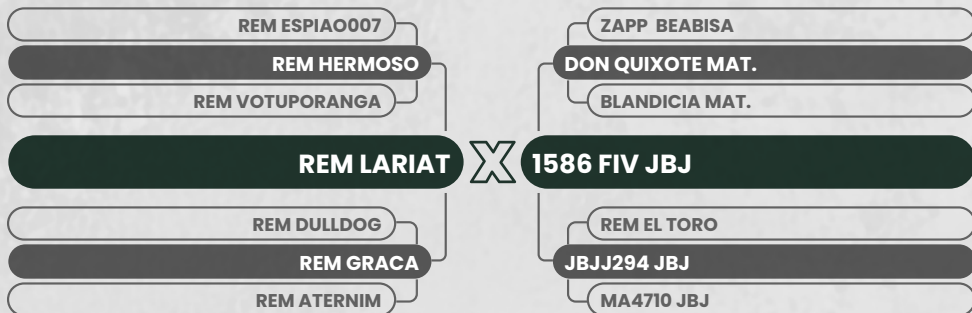 REM ESPIAO007
REM HERMOSO
REM VOTUPORANGA
REM LARIAT
REM DULLDOG
REM GRACA
REM ATERNIM
X
ZAPP BEABISA
DON QUIXOTE MAT.
BLANDICIA MAT.
1586 FIV JBJ
REM EL TORO
JBJJ294 JBJ
MA4710 JBJ